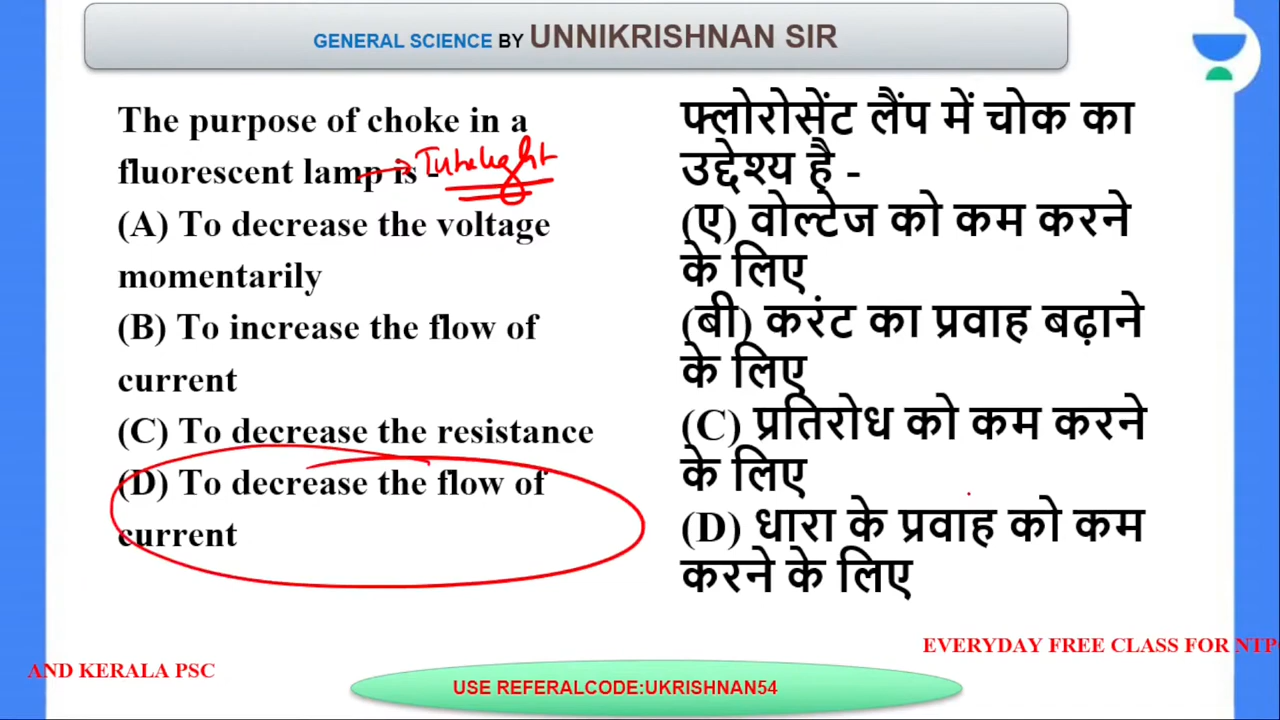 GENERAL SCIENCE BY UNNIKRISHNAN SIR
The purpose of choke in a
fluorescent lamp is -
Tubelight
(A) To decrease the voltage
momentarily
(B) To increase the flow of
current
(C) To decrease the resistance
(D) To decrease the flow of
current
फ्लोरोसेंट लैंप में चोक का
उद्देश्य है -
(ए) वोल्टेज को कम करने
के लिए
(बी) करंट का प्रवाह बढ़ाने
के लिए
(C) प्रतिरोध को कम करने
के लिए
(D) धारा के प्रवाह को कम
करने के लिए
EVERYDAY FREE CLASS FOR NTP
AND KERALA PSC
USE REFERALCODE:UKRISHNAN54